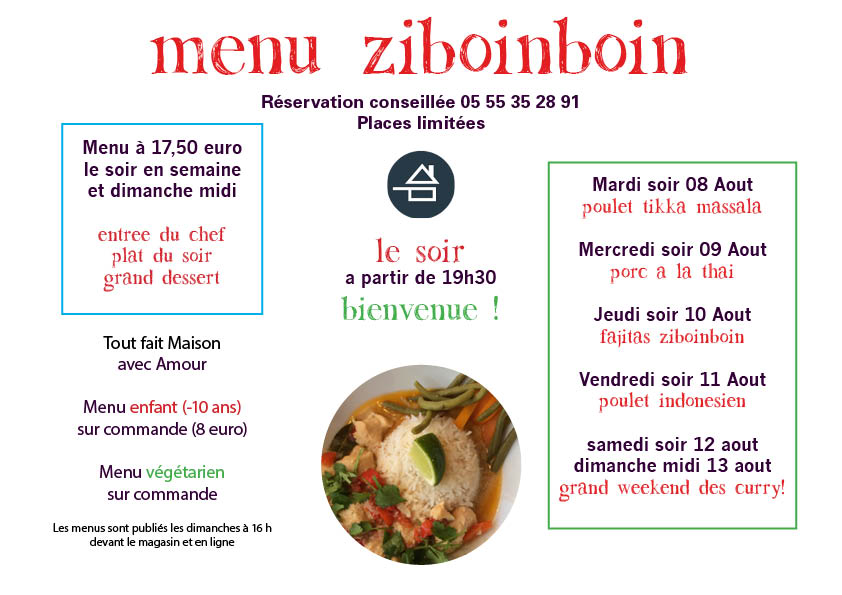 menu ziboinboin
Réservation conseillée 05 55 35 28 91
Places limitées
Menu à 17,50 euro
le soir en semaine
et dimanche midi
entree du chef
plat du soir
grand dessert
Tout fait Maison
avec Amour
Menu enfant (-10 ans)
sur commande (8 euro)
Menu végétarien
sur commande
Les menus sont publiés les dimanches à 16 h
devant le magasin et en ligne
le soir
a partir de 19h30
bienvenue !
Mardi soir 08 Aout
poulet tikka massala
Mercredi soir 09 Aout
porc a la thai
Jeudi soir 10 Aout
fajitas ziboinboin
Vendredi soir 11 Aout
poulet indonesien
samedi soir 12 aout
dimanche midi 13 aout
grand weekend des curry!